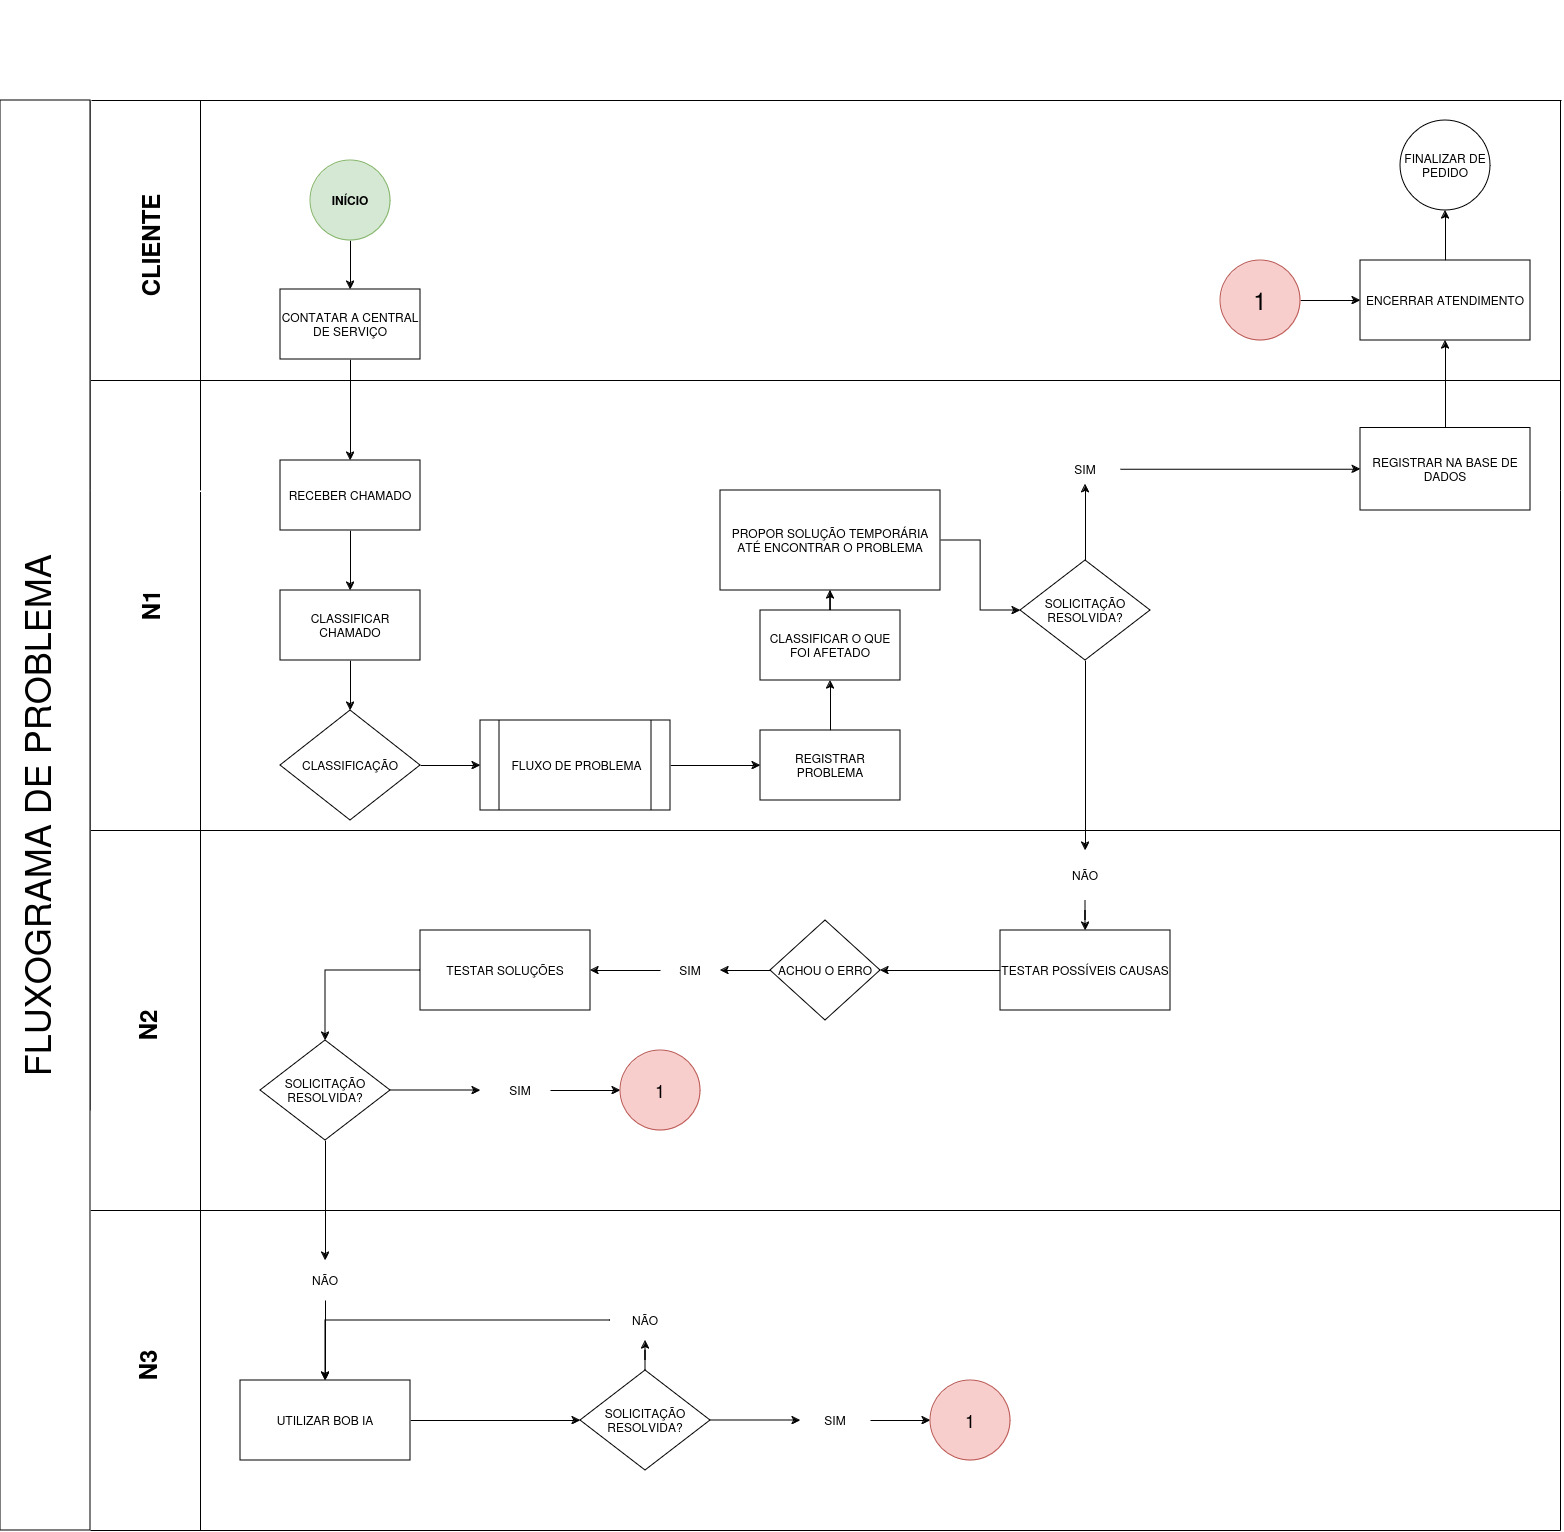 FLUXOGRAMA DE PROBLEMA
CLIENTE
INÍCIO
CONTATAR A CENTRAL
DE SERVIÇO
FINALIZAR DE
PEDIDO
1
ENCERRAR ATENDIMENTO
N1
RECEBER CHAMADO
CLASSIFICAR
CHAMADO
CLASSIFICAÇÃO
FLUXO DE PROBLEMA
REGISTRAR
PROBLEMA
CLASSIFICAR O QUE
FOI AFETADO
PROPOR SOLUÇÃO TEMPORÁRIA
ATÉ ENCONTRAR O PROBLEMA
SOLICITAÇÃO
RESOLVIDA?
SIM
REGISTRAR NA BASE DE
DADOS
N2
NÃO
TESTAR POSSÍVEIS CAUSAS
ACHOU O ERRO
SIM
TESTAR SOLUÇÕES
SOLICITAÇÃO
RESOLVIDA?
SIM
1
N3
NÃO
UTILIZAR BOB IA
SOLICITAÇÃO
RESOLVIDA?
NÃO
SIM
1